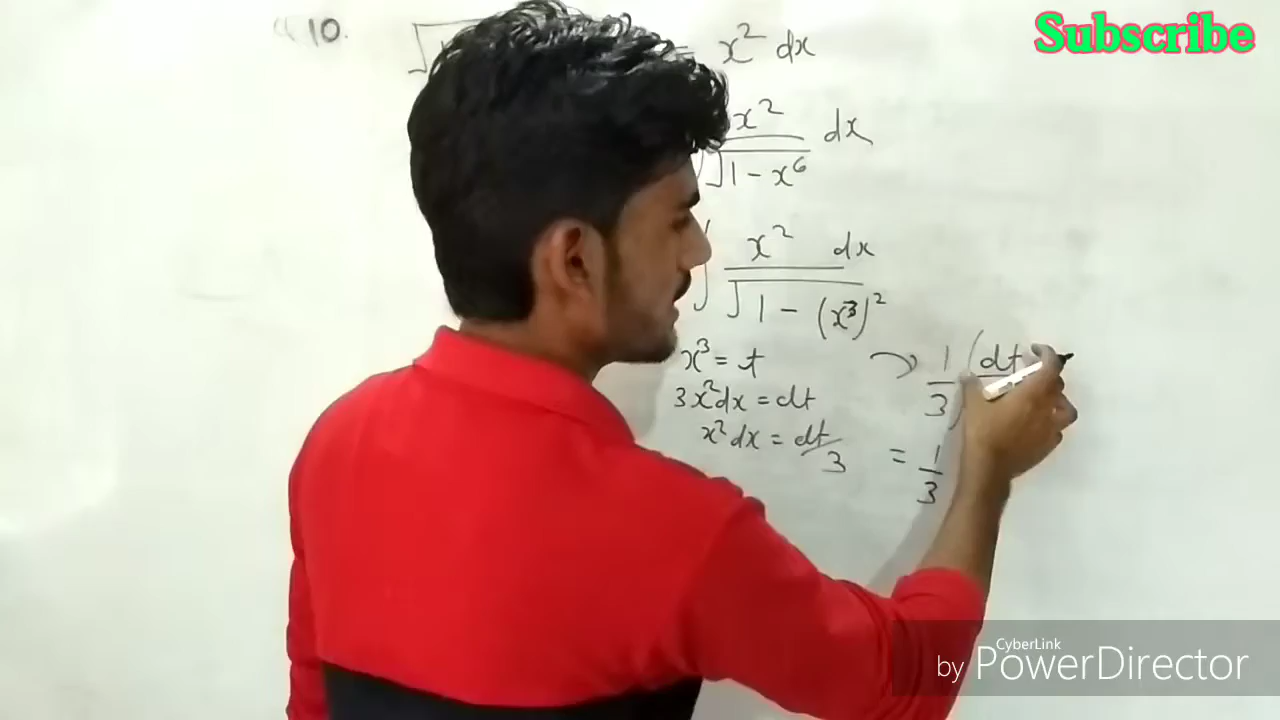 Subscribe
10. √ = x² dx
x² / √1 - x⁶ dx
∫ x² dx / √1 - (x³)²
x³ = t
3x²dx = dt
x²dx = dt/3
1/3 ∫ dt
= 1/3
CyberLink
by PowerDirector